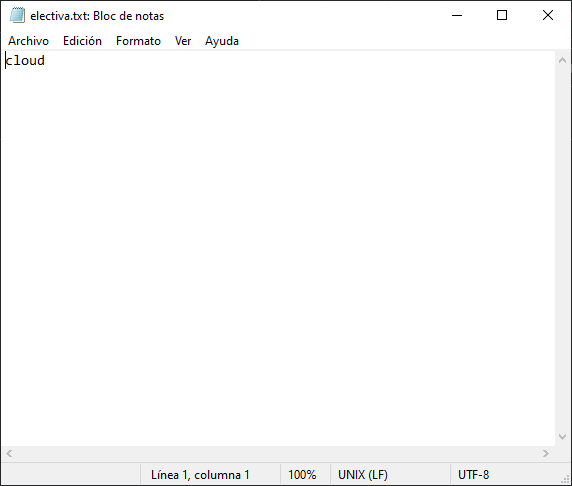 electiva.txt: Bloc de notas
Archivo Edición Formato Ver Ayuda
cloud
Línea 1, columna 1 100% UNIX (LF) UTF-8